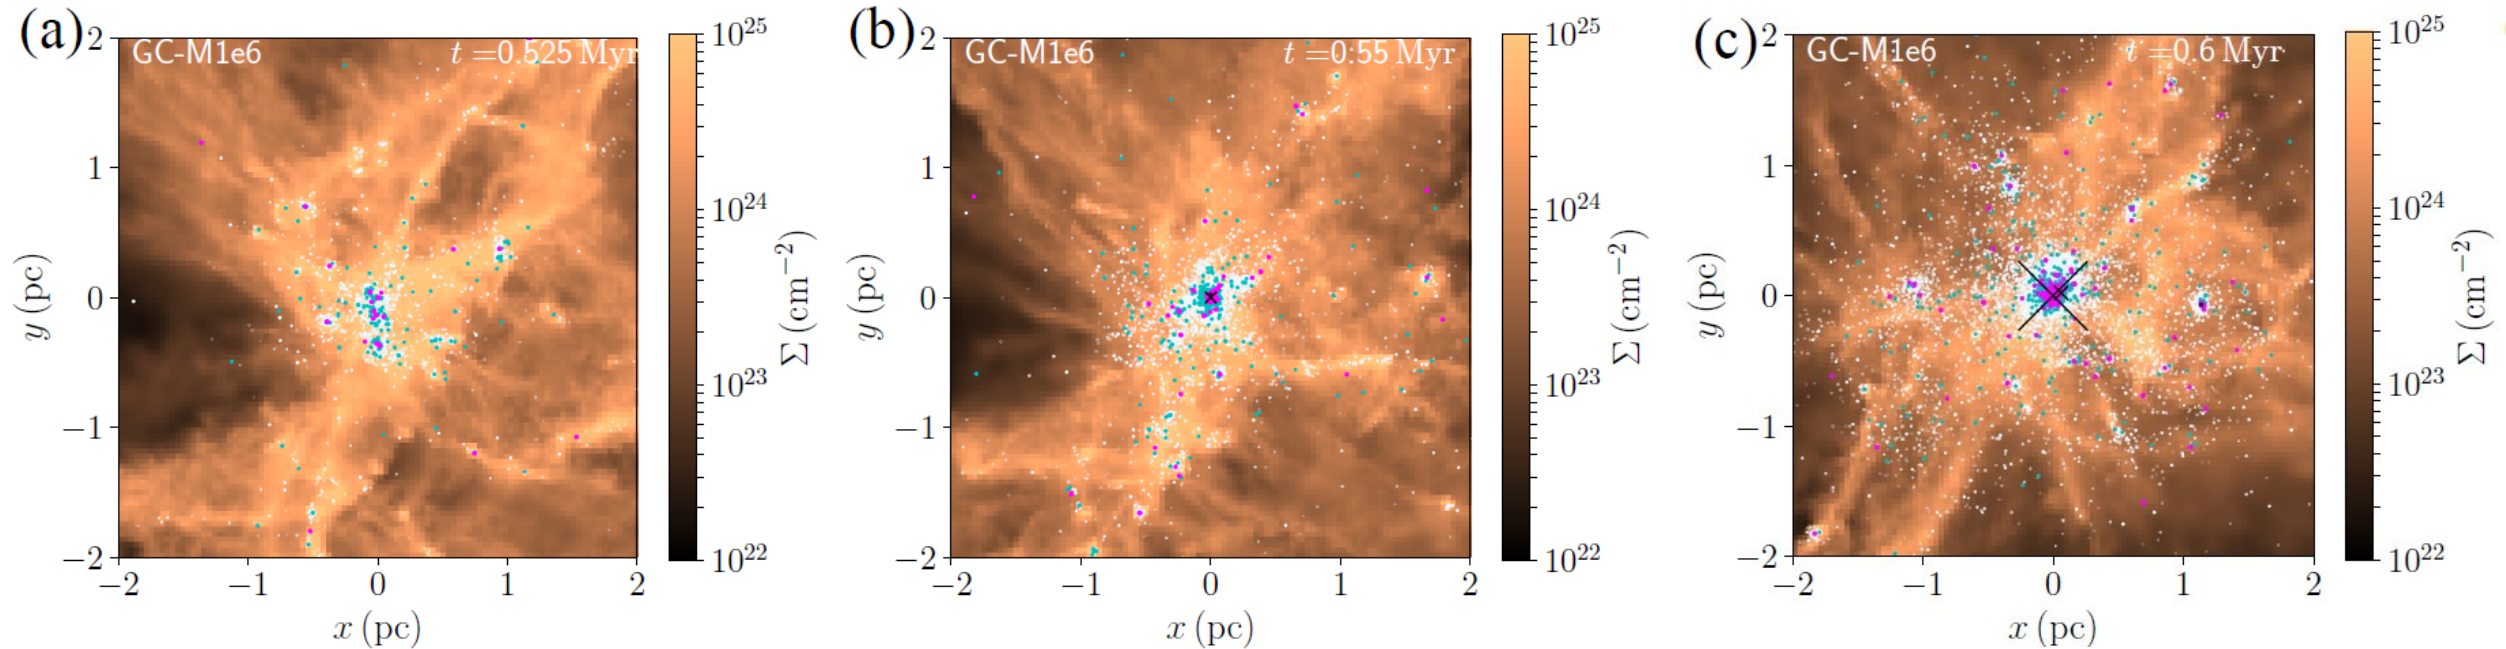 (a)
GC-M1e6 t =0.525 Myr
2
1
0
−1
−2
−2 −1 0 1 2
y (pc)
x (pc)
10^25
10^24
10^23
10^22
Σ (cm^−2)
(b)
GC-M1e6 t =0.55 Myr
2
1
0
−1
−2
−2 −1 0 1 2
y (pc)
x (pc)
10^25
10^24
10^23
10^22
Σ (cm^−2)
(c)
GC-M1e6 t =0.6 Myr
2
1
0
−1
−2
−2 −1 0 1 2
y (pc)
x (pc)
10^25
10^24
10^23
10^22
Σ (cm^−2)